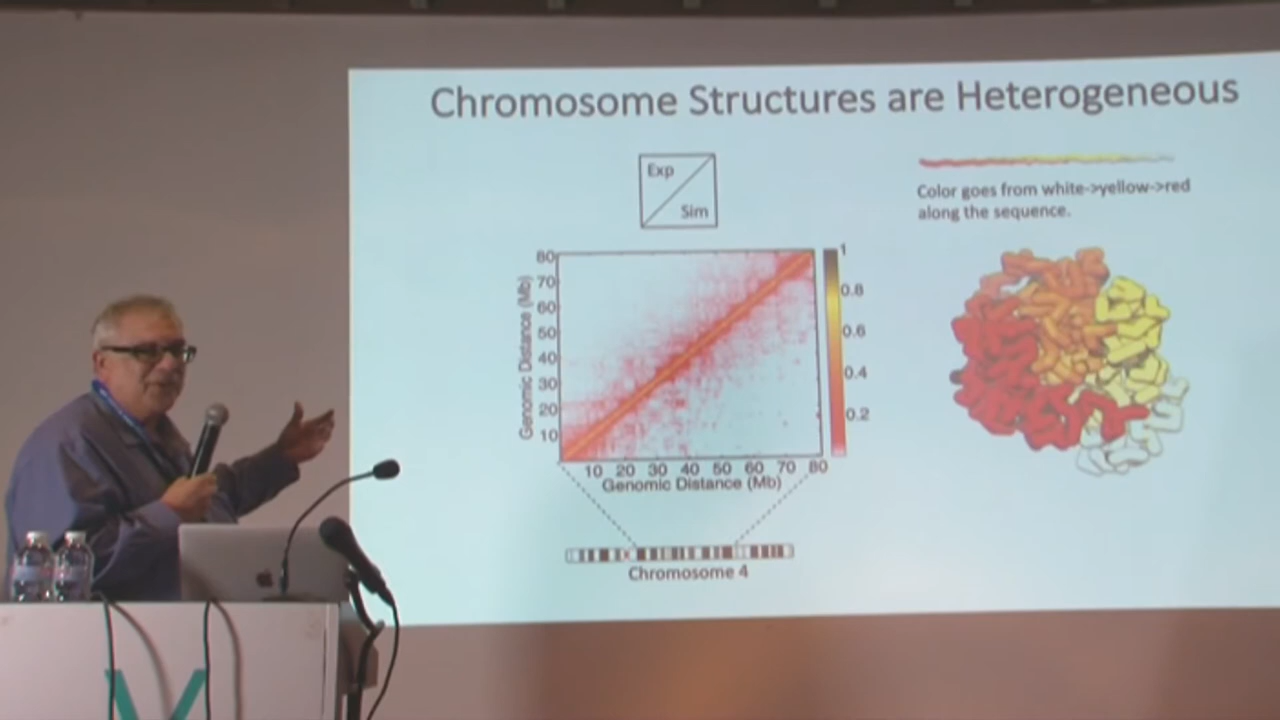 Chromosome Structures are Heterogeneous
Exp
Sim
Color goes from white->yellow->red
along the sequence.
80
70
60
50
40
30
20
10
Genomic Distance (Mb)
10 20 30 40 50 60 70 80
Genomic Distance (Mb)
1
0.8
0.6
0.4
0.2
Chromosome 4